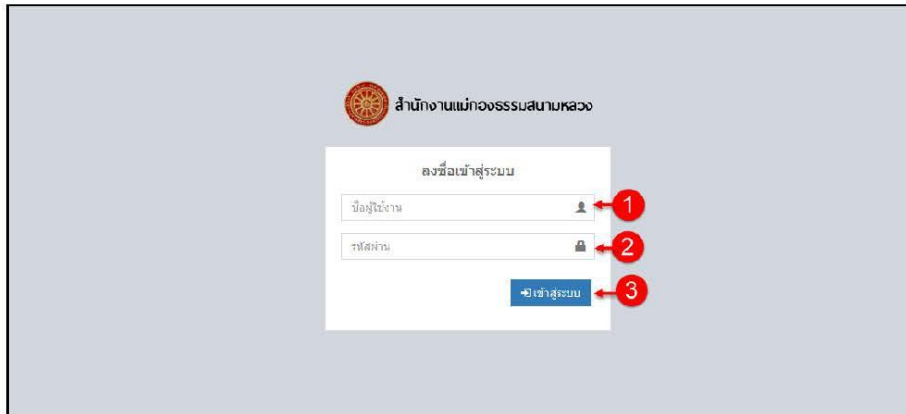 สำนักงานแม่กองธรรมสนามหลวง
ลงชื่อเข้าสู่ระบบ
ชื่อผู้ใช้งาน
1
รหัสผ่าน
2
เข้าสู่ระบบ
3